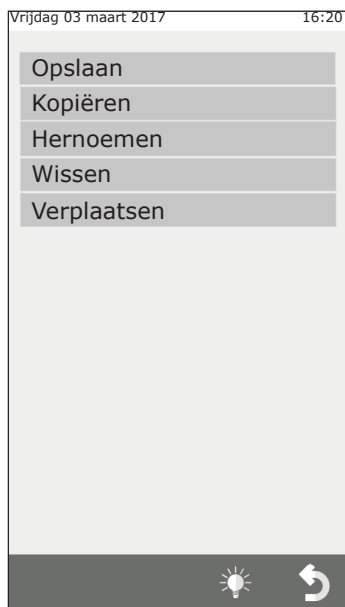 Vrijdag 03 maart 2017 16:20
Opslaan
Kopiëren
Hernoemen
Wissen
Verplaatsen